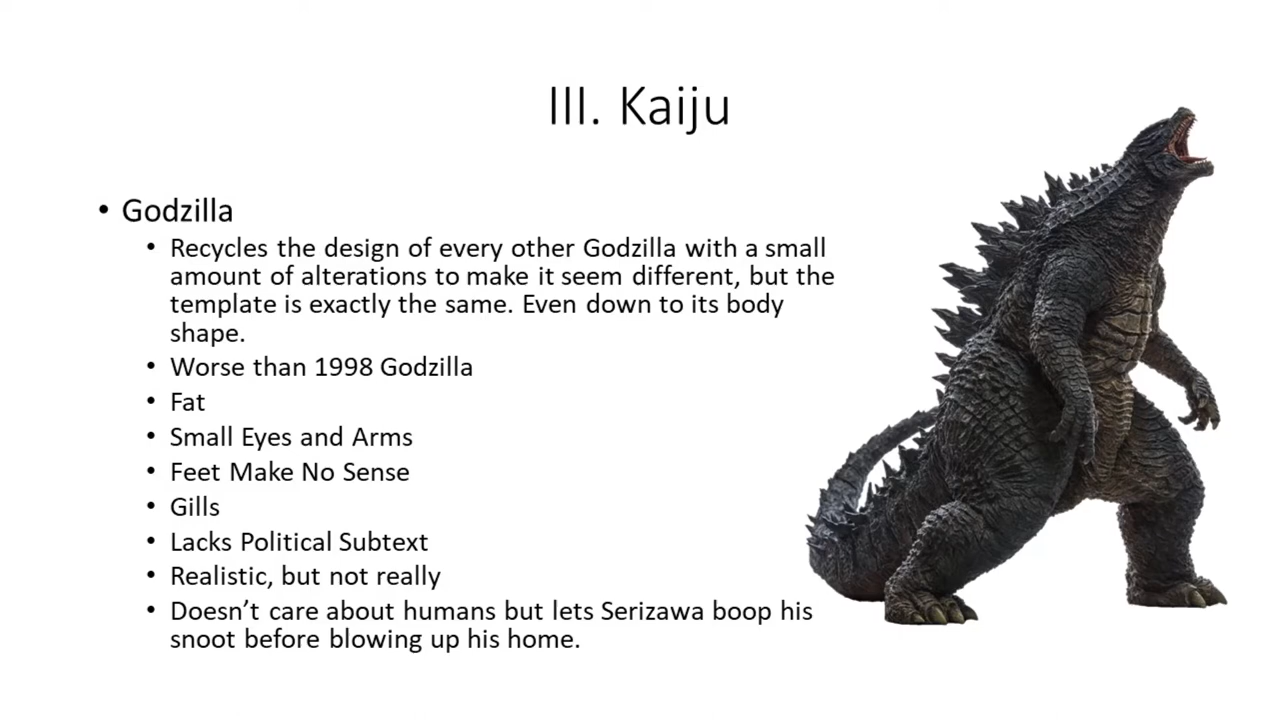 III. Kaiju
• Godzilla
• Recycles the design of every other Godzilla with a small
amount of alterations to make it seem different, but the
template is exactly the same. Even down to its body
shape.
• Worse than 1998 Godzilla
• Fat
• Small Eyes and Arms
• Feet Make No Sense
• Gills
• Lacks Political Subtext
• Realistic, but not really
• Doesn’t care about humans but lets Serizawa boop his
snoot before blowing up his home.